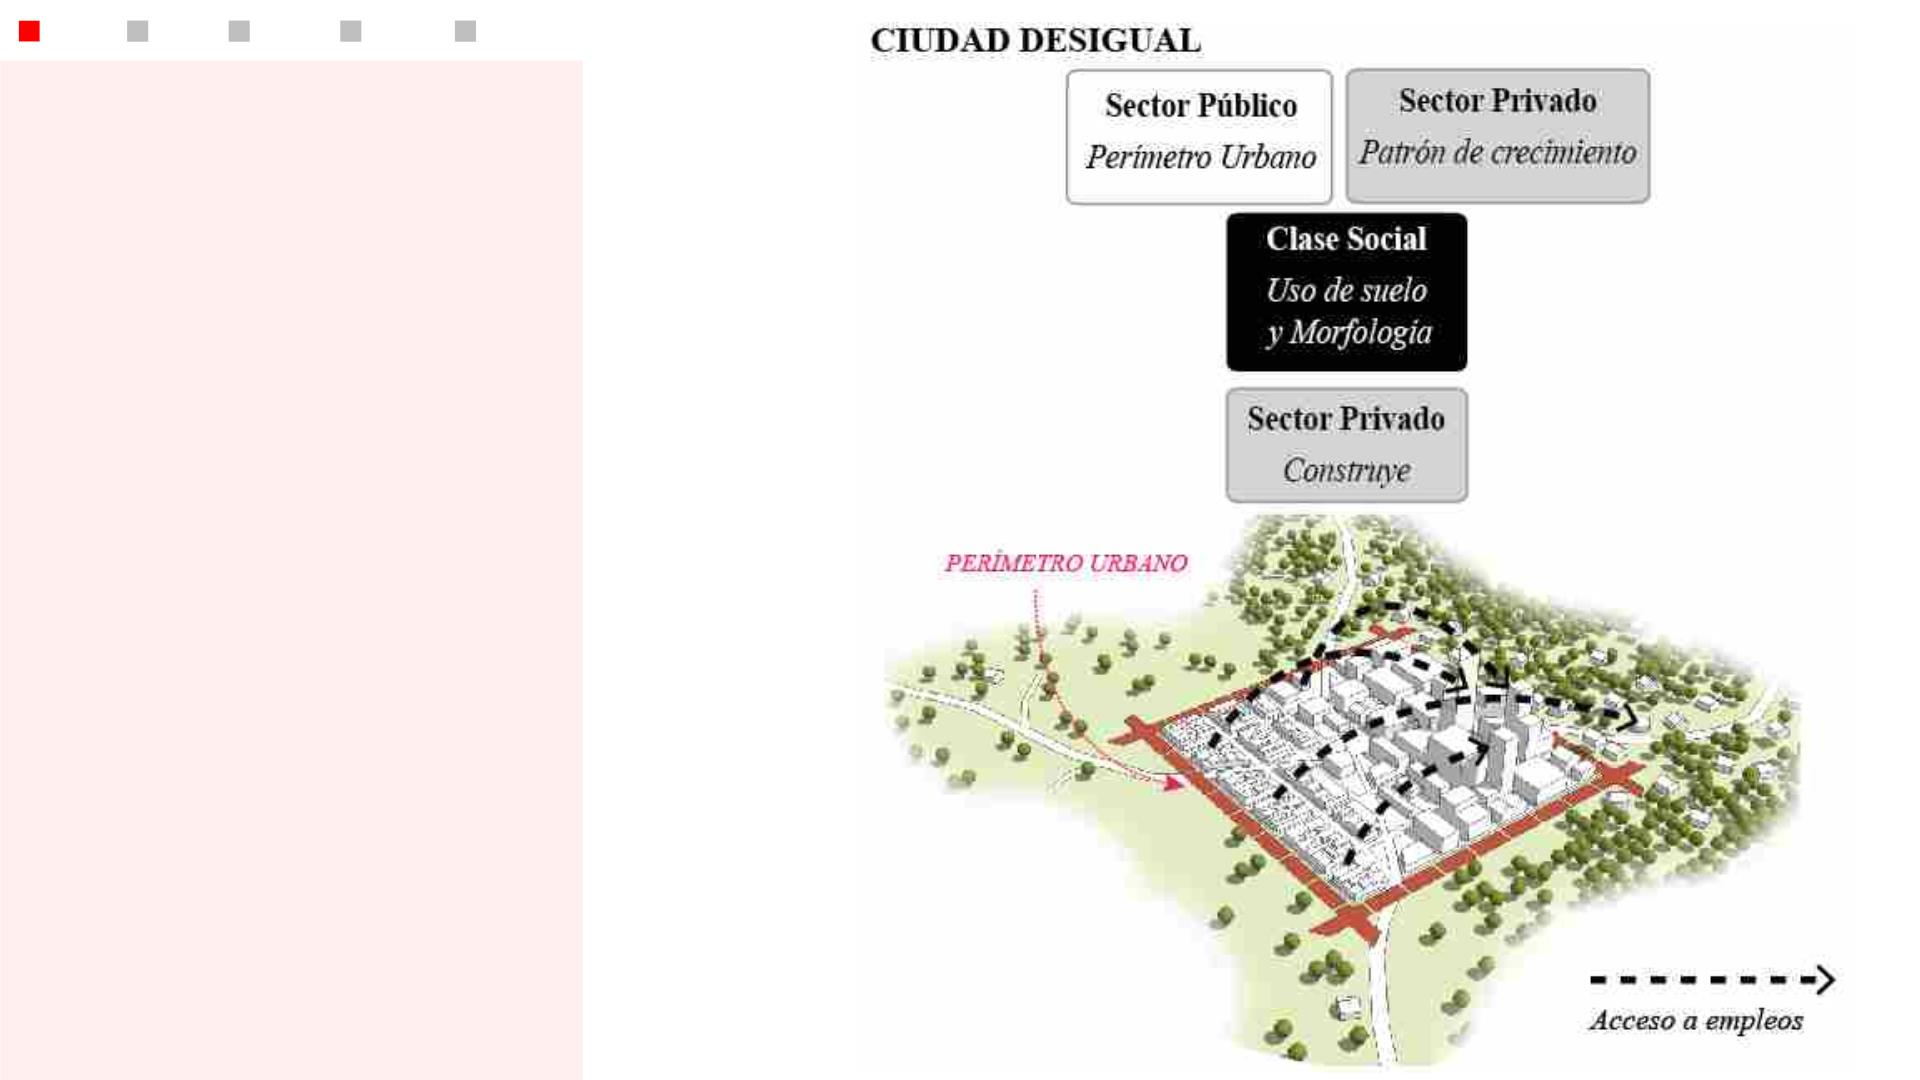 CIUDAD DESIGUAL
Sector Público
Perímetro Urbano
Sector Privado
Patrón de crecimiento
Clase Social
Uso de suelo
y Morfología
Sector Privado
Construye
PERÍMETRO URBANO
Acceso a empleos